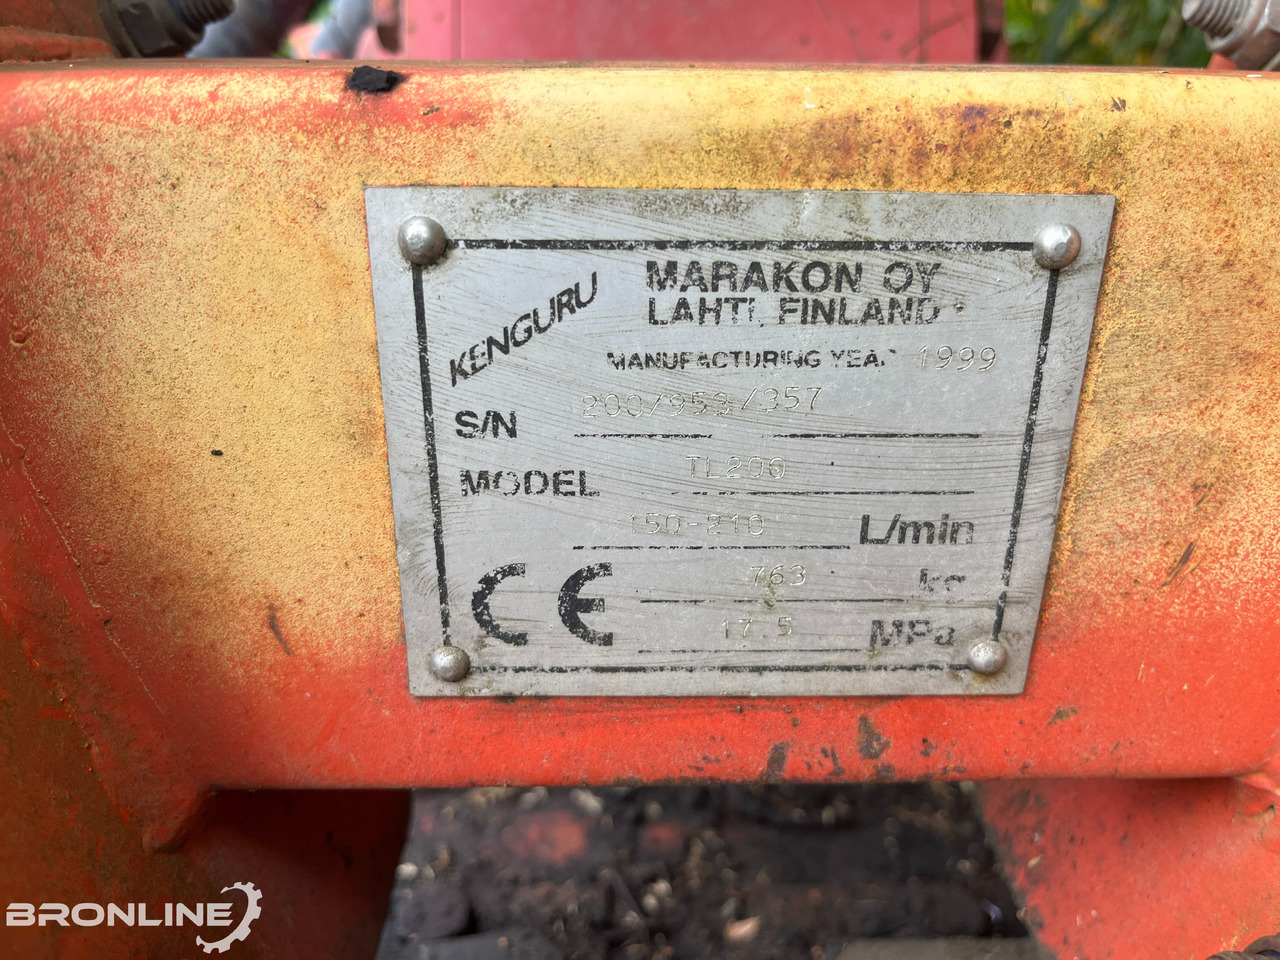 KENGURU
MARAKON OY
LAHTI, FINLAND
MANUFACTURING YEAR 1999
S/N 200/953/357
MODEL TL200
150-210 L/min
CE 763 kg
17.5 MPa
BRONLINE